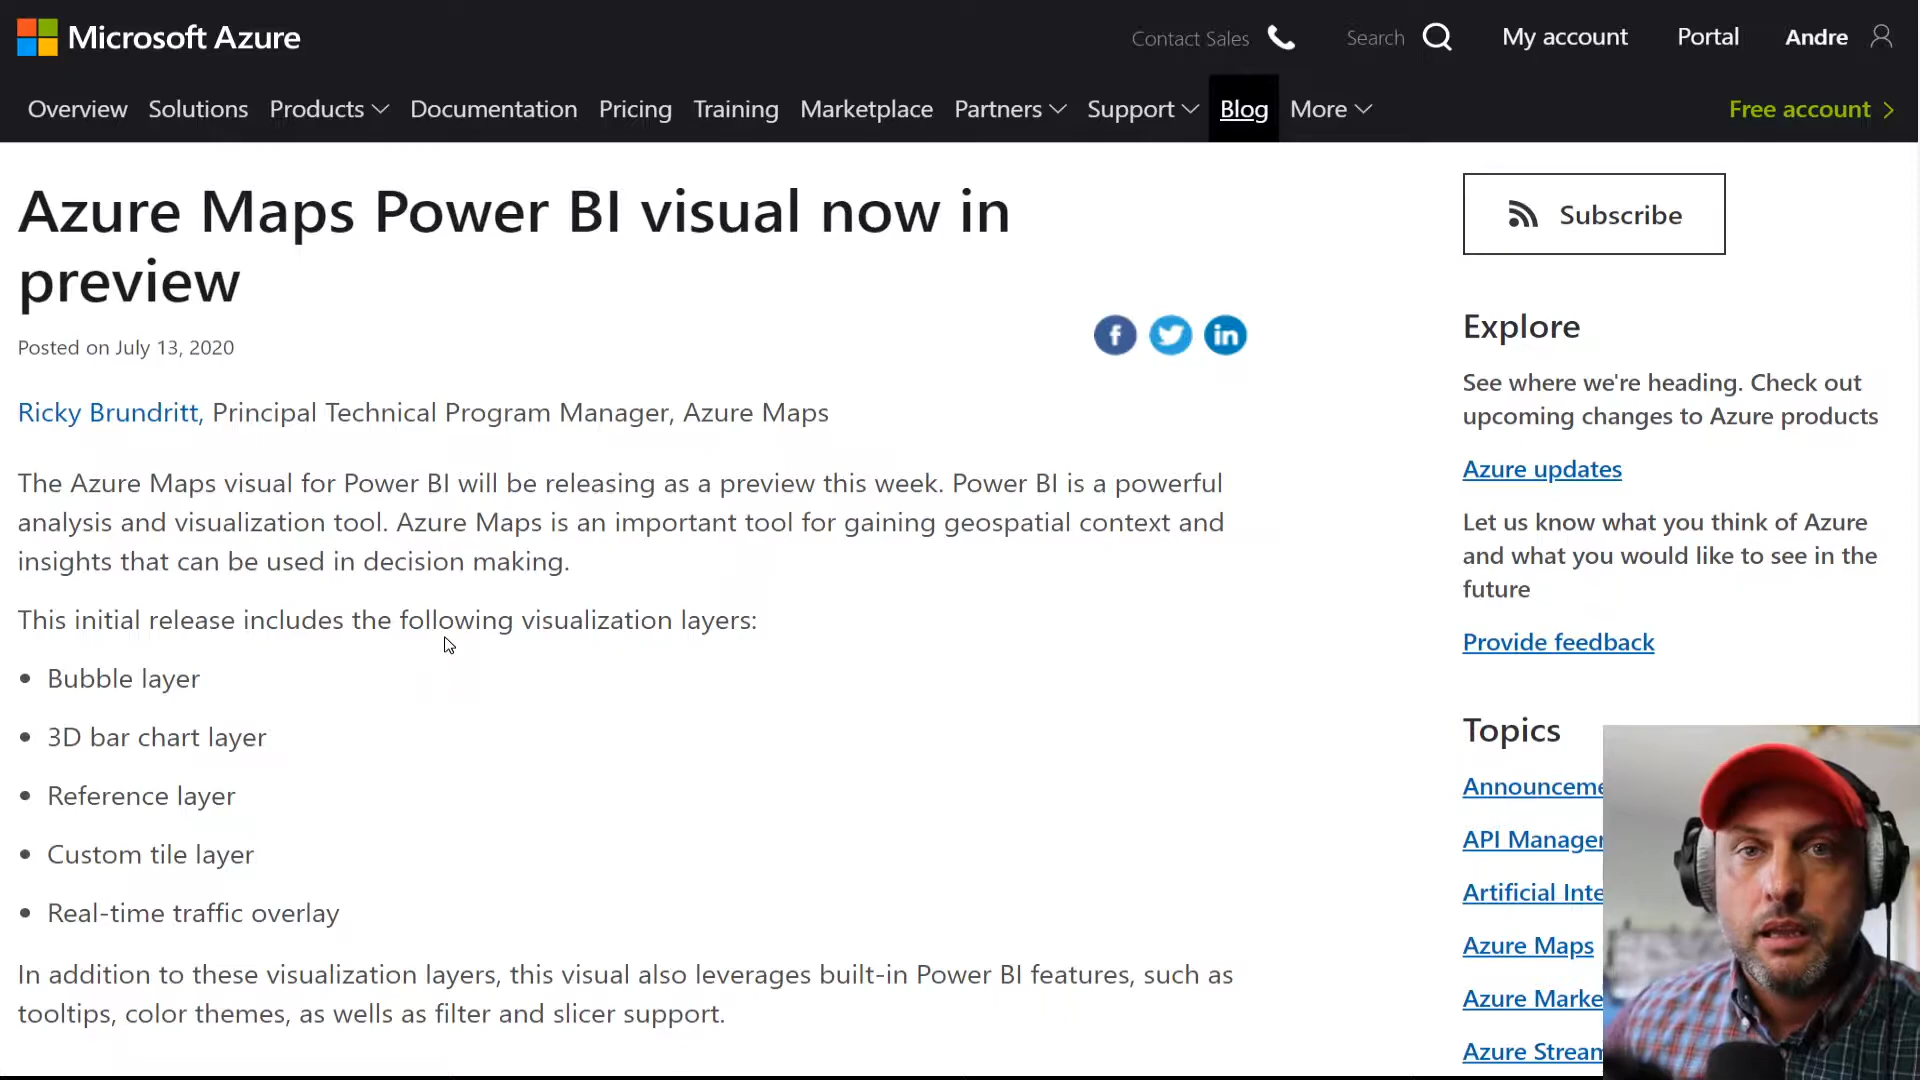 Microsoft Azure
Contact Sales
Search
My account
Portal
Andre
Overview
Solutions
Products
Documentation
Pricing
Training
Marketplace
Partners
Support
Blog
More
Free account
Azure Maps Power BI visual now in
preview
Posted on July 13, 2020
Ricky Brundritt, Principal Technical Program Manager, Azure Maps
The Azure Maps visual for Power BI will be releasing as a preview this week. Power BI is a powerful
analysis and visualization tool. Azure Maps is an important tool for gaining geospatial context and
insights that can be used in decision making.
This initial release includes the following visualization layers:
• Bubble layer
• 3D bar chart layer
• Reference layer
• Custom tile layer
• Real-time traffic overlay
In addition to these visualization layers, this visual also leverages built-in Power BI features, such as
tooltips, color themes, as wells as filter and slicer support.
Subscribe
Explore
See where we're heading. Check out
upcoming changes to Azure products
Azure updates
Let us know what you think of Azure
and what you would like to see in the
future
Provide feedback
Topics
Announceme
API Manager
Artificial Inte
Azure Maps
Azure Marke
Azure Stream